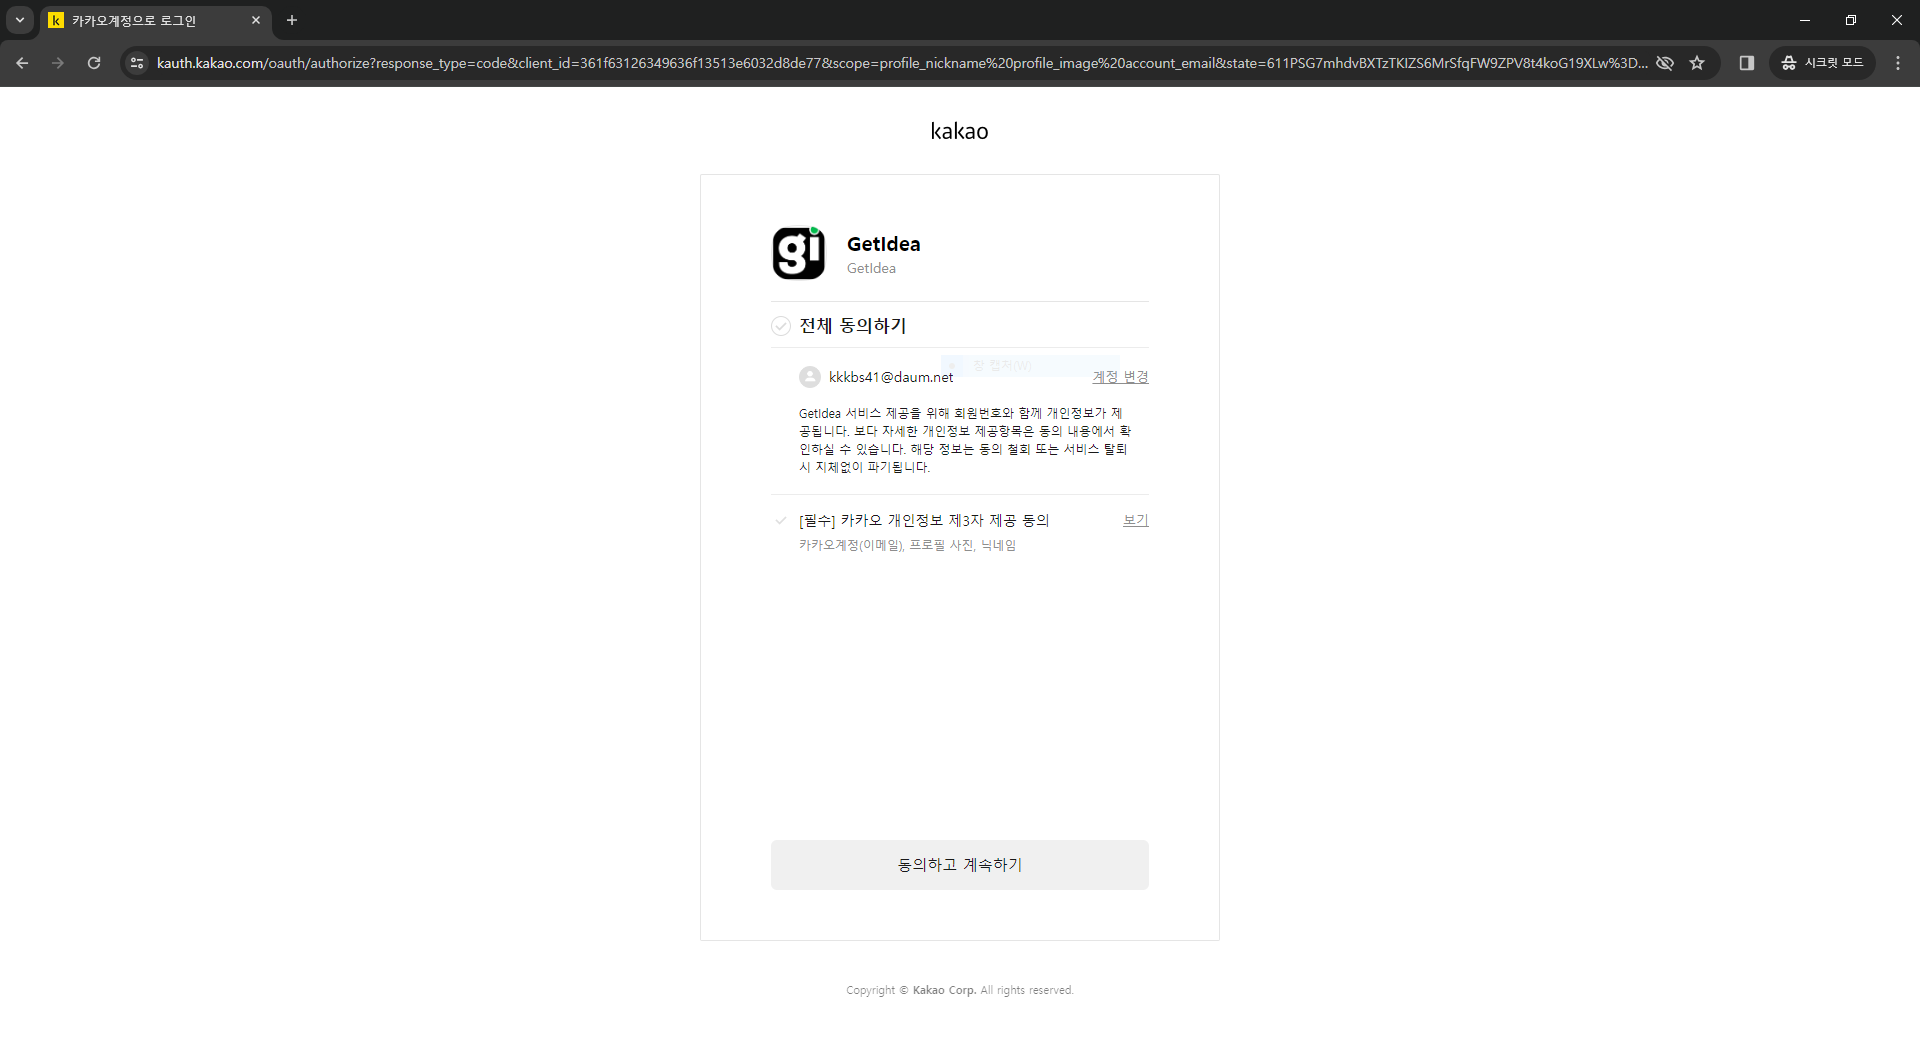 카카오계정으로 로그인
kauth.kakao.com/oauth/authorize?response_type=code&client_id=361f63126349636f13513e6032d8de77&scope=profile_nickname%20profile_image%20account_email&state=611PSG7mhdvBXTzTKIZS6MrSfqFW9ZPV8t4koG19XLw%3D...
시크릿 모드
kakao
gi
GetIdea
GetIdea
전체 동의하기
창 캡처(W)
kkkbs41@daum.net
계정 변경
GetIdea 서비스 제공을 위해 회원번호와 함께 개인정보가 제
공됩니다. 보다 자세한 개인정보 제공항목은 동의 내용에서 확
인하실 수 있습니다. 해당 정보는 동의 철회 또는 서비스 탈퇴
시 지체없이 파기됩니다.
[필수] 카카오 개인정보 제3자 제공 동의
보기
카카오계정(이메일), 프로필 사진, 닉네임
동의하고 계속하기
Copyright © Kakao Corp. All rights reserved.